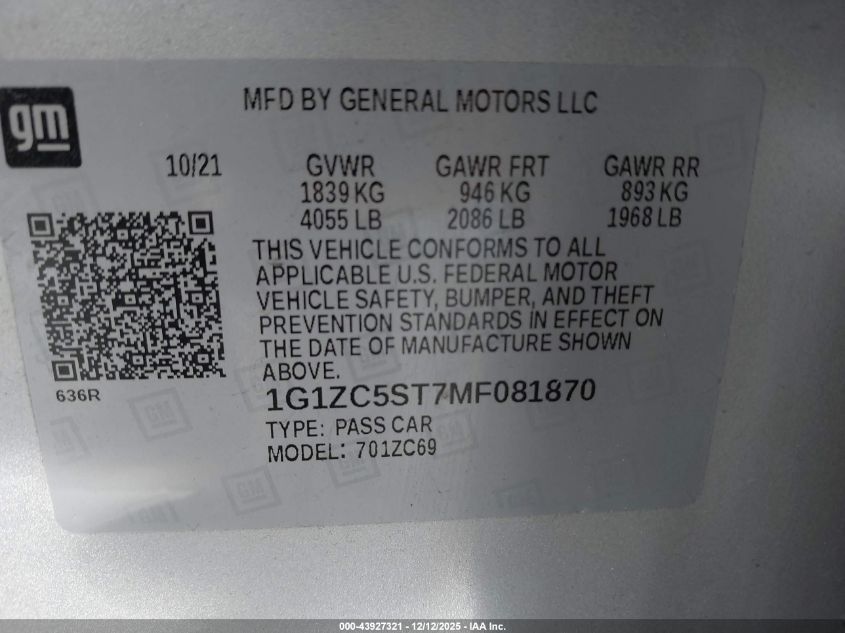 gm
MFD BY GENERAL MOTORS LLC
10/21 GVWR GAWR FRT GAWR RR
1839 KG 946 KG 893 KG
4055 LB 2086 LB 1968 LB
THIS VEHICLE CONFORMS TO ALL
APPLICABLE U.S. FEDERAL MOTOR
VEHICLE SAFETY, BUMPER, AND THEFT
PREVENTION STANDARDS IN EFFECT ON
THE DATE OF MANUFACTURE SHOWN
ABOVE.
636R
1G1ZC5ST7MF081870
TYPE: PASS CAR
MODEL: 701ZC69
000-43927321 - 12/12/2025 - IAA Inc.